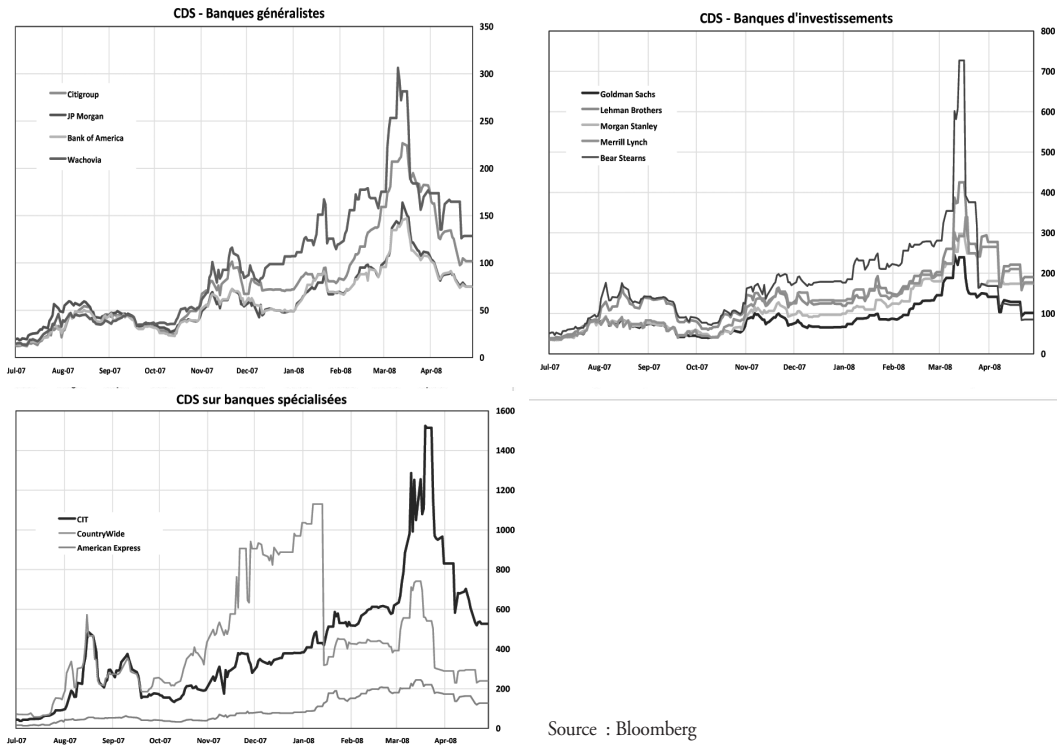 CDS - Banques généralistes
350
300
250
200
150
100
50
0
Citigroup
JP Morgan
Bank of America
Wachovia
Jul-07 Aug-07 Sep-07 Oct-07 Nov-07 Dec-07 Jan-08 Feb-08 Mar-08 Apr-08
CDS - Banques d'investissements
800
700
600
500
400
300
200
100
0
Goldman Sachs
Lehman Brothers
Morgan Stanley
Merrill Lynch
Bear Stearns
Jul-07 Aug-07 Sep-07 Oct-07 Nov-07 Dec-07 Jan-08 Feb-08 Mar-08 Apr-08
CDS sur banques spécialisées
1600
1400
1200
1000
800
600
400
200
0
CIT
CountryWide
American Express
Jul-07 Aug-07 Sep-07 Oct-07 Nov-07 Dec-07 Jan-08 Feb-08 Mar-08 Apr-08
Source : Bloomberg